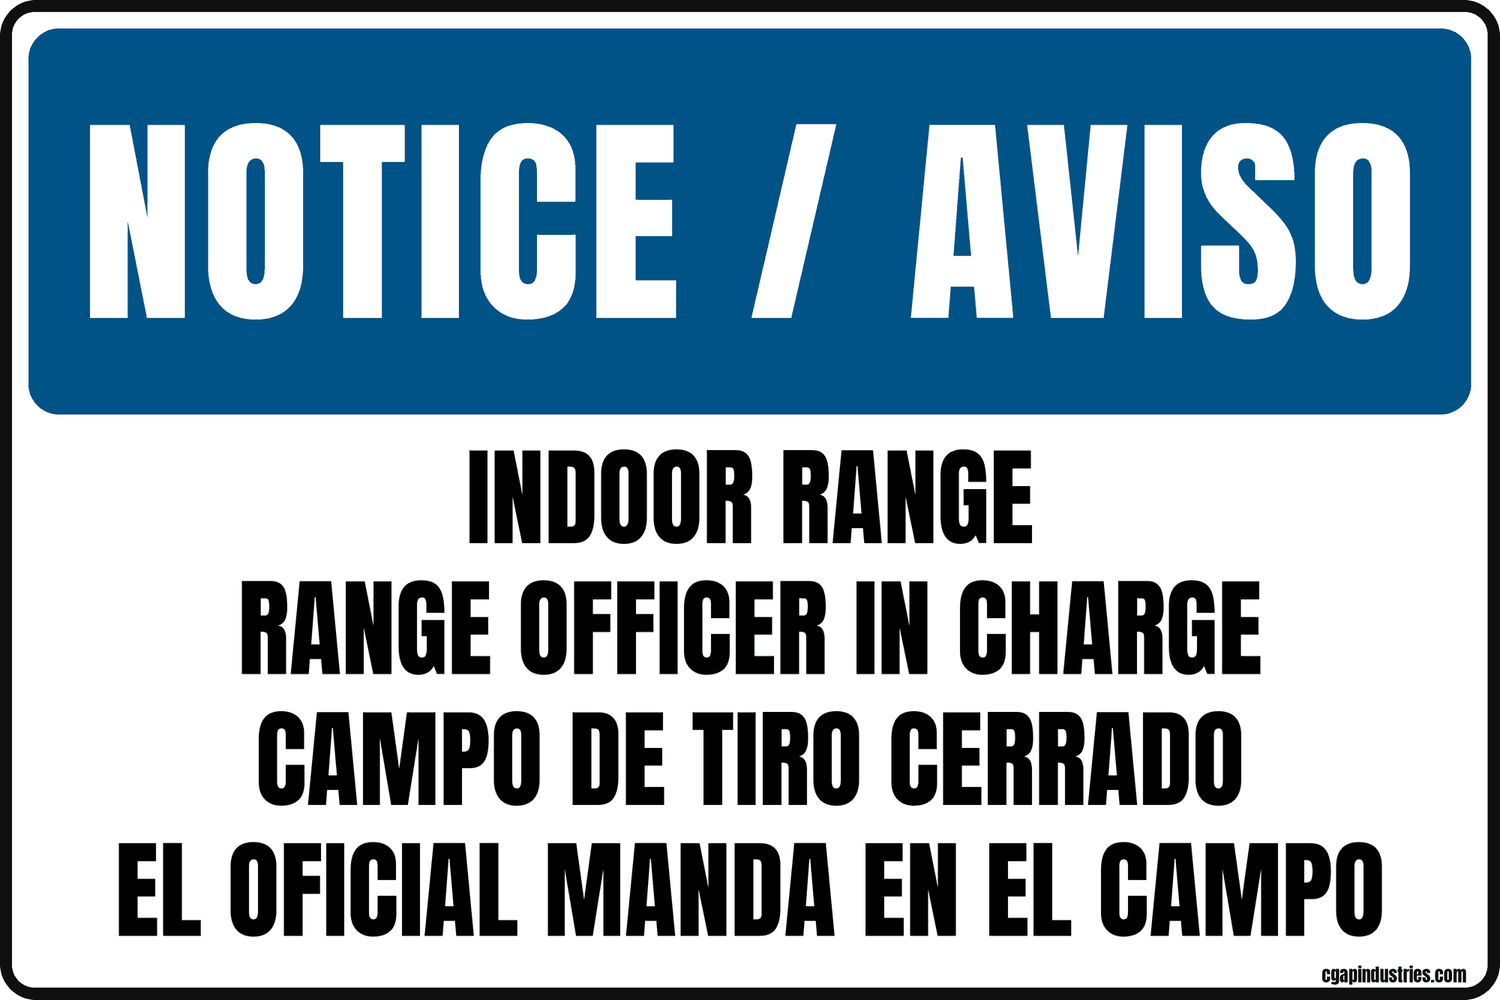 NOTICE / AVISO
INDOOR RANGE
RANGE OFFICER IN CHARGE
CAMPO DE TIRO CERRADO
EL OFICIAL MANDA EN EL CAMPO
cgapindustries.com